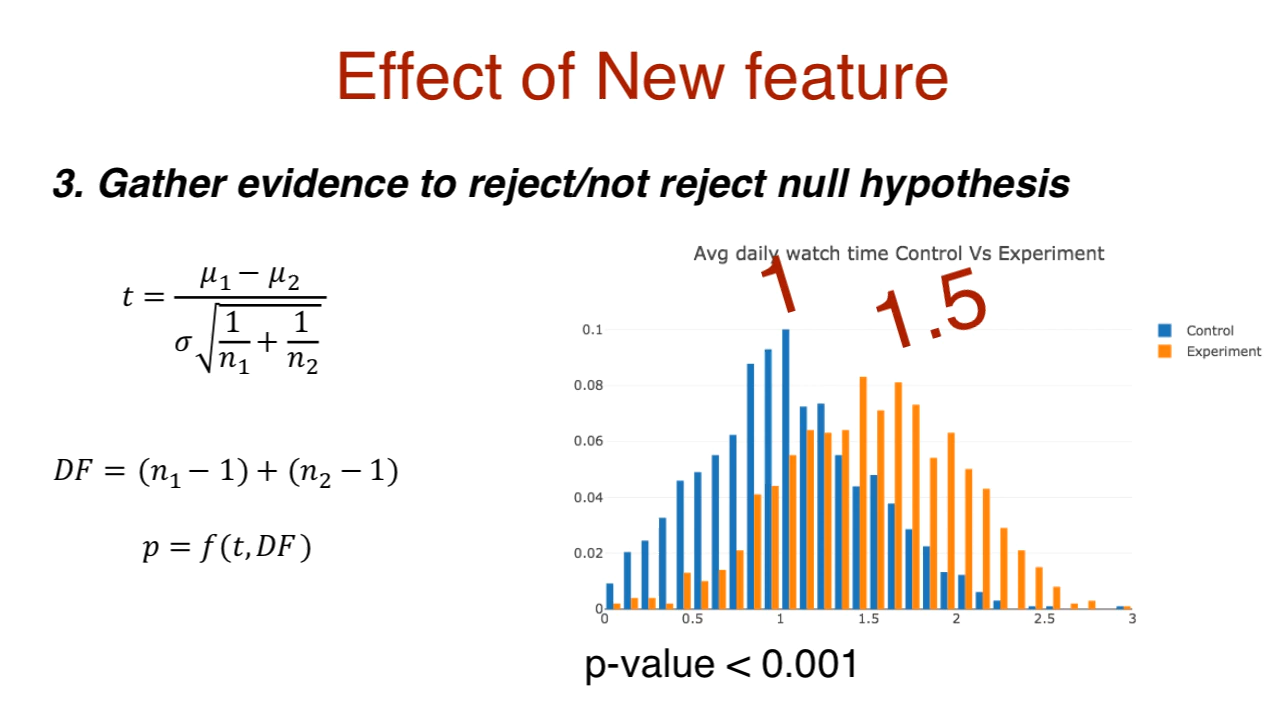 Effect of New feature
3. Gather evidence to reject/not reject null hypothesis
t = (μ₁ − μ₂) / (σ√(1/n₁ + 1/n₂))
DF = (n₁ − 1) + (n₂ − 1)
p = f(t, DF)
Avg daily watch time Control Vs Experiment
1
1.5
Control
Experiment
0.1
0.08
0.06
0.04
0.02
0
0 0.5 1 1.5 2 2.5 3
p-value < 0.001